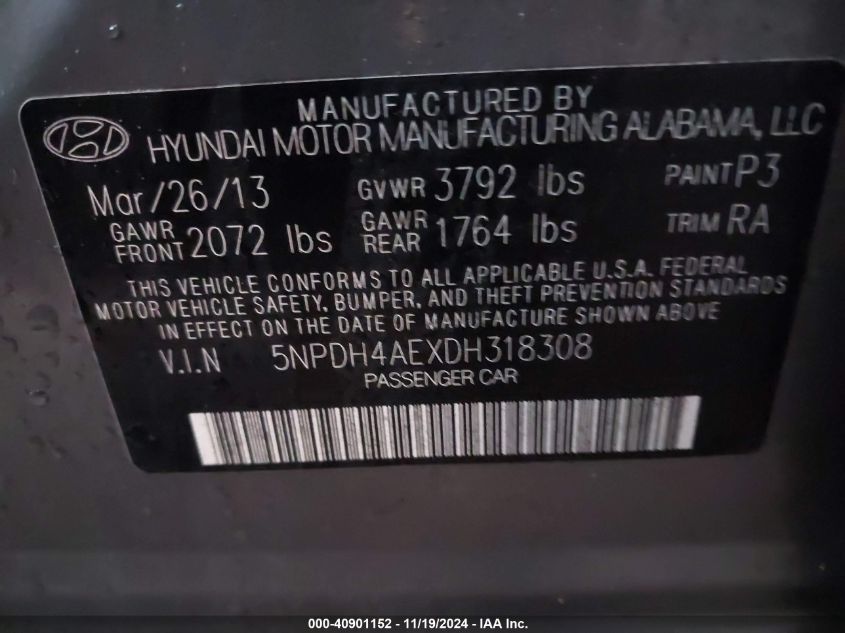 MANUFACTURED BY
HYUNDAI MOTOR MANUFACTURING ALABAMA, LLC
Mar/26/13 GVWR 3792 lbs PAINT P3
GAWR FRONT 2072 lbs GAWR REAR 1764 lbs TRIM RA
THIS VEHICLE CONFORMS TO ALL APPLICABLE U.S.A. FEDERAL
MOTOR VEHICLE SAFETY, BUMPER, AND THEFT PREVENTION STANDARDS
IN EFFECT ON THE DATE OF MANUFACTURE SHOWN ABOVE
V.I.N 5NPDH4AEXDH318308
PASSENGER CAR
000-40901152 - 11/19/2024 - IAA Inc.